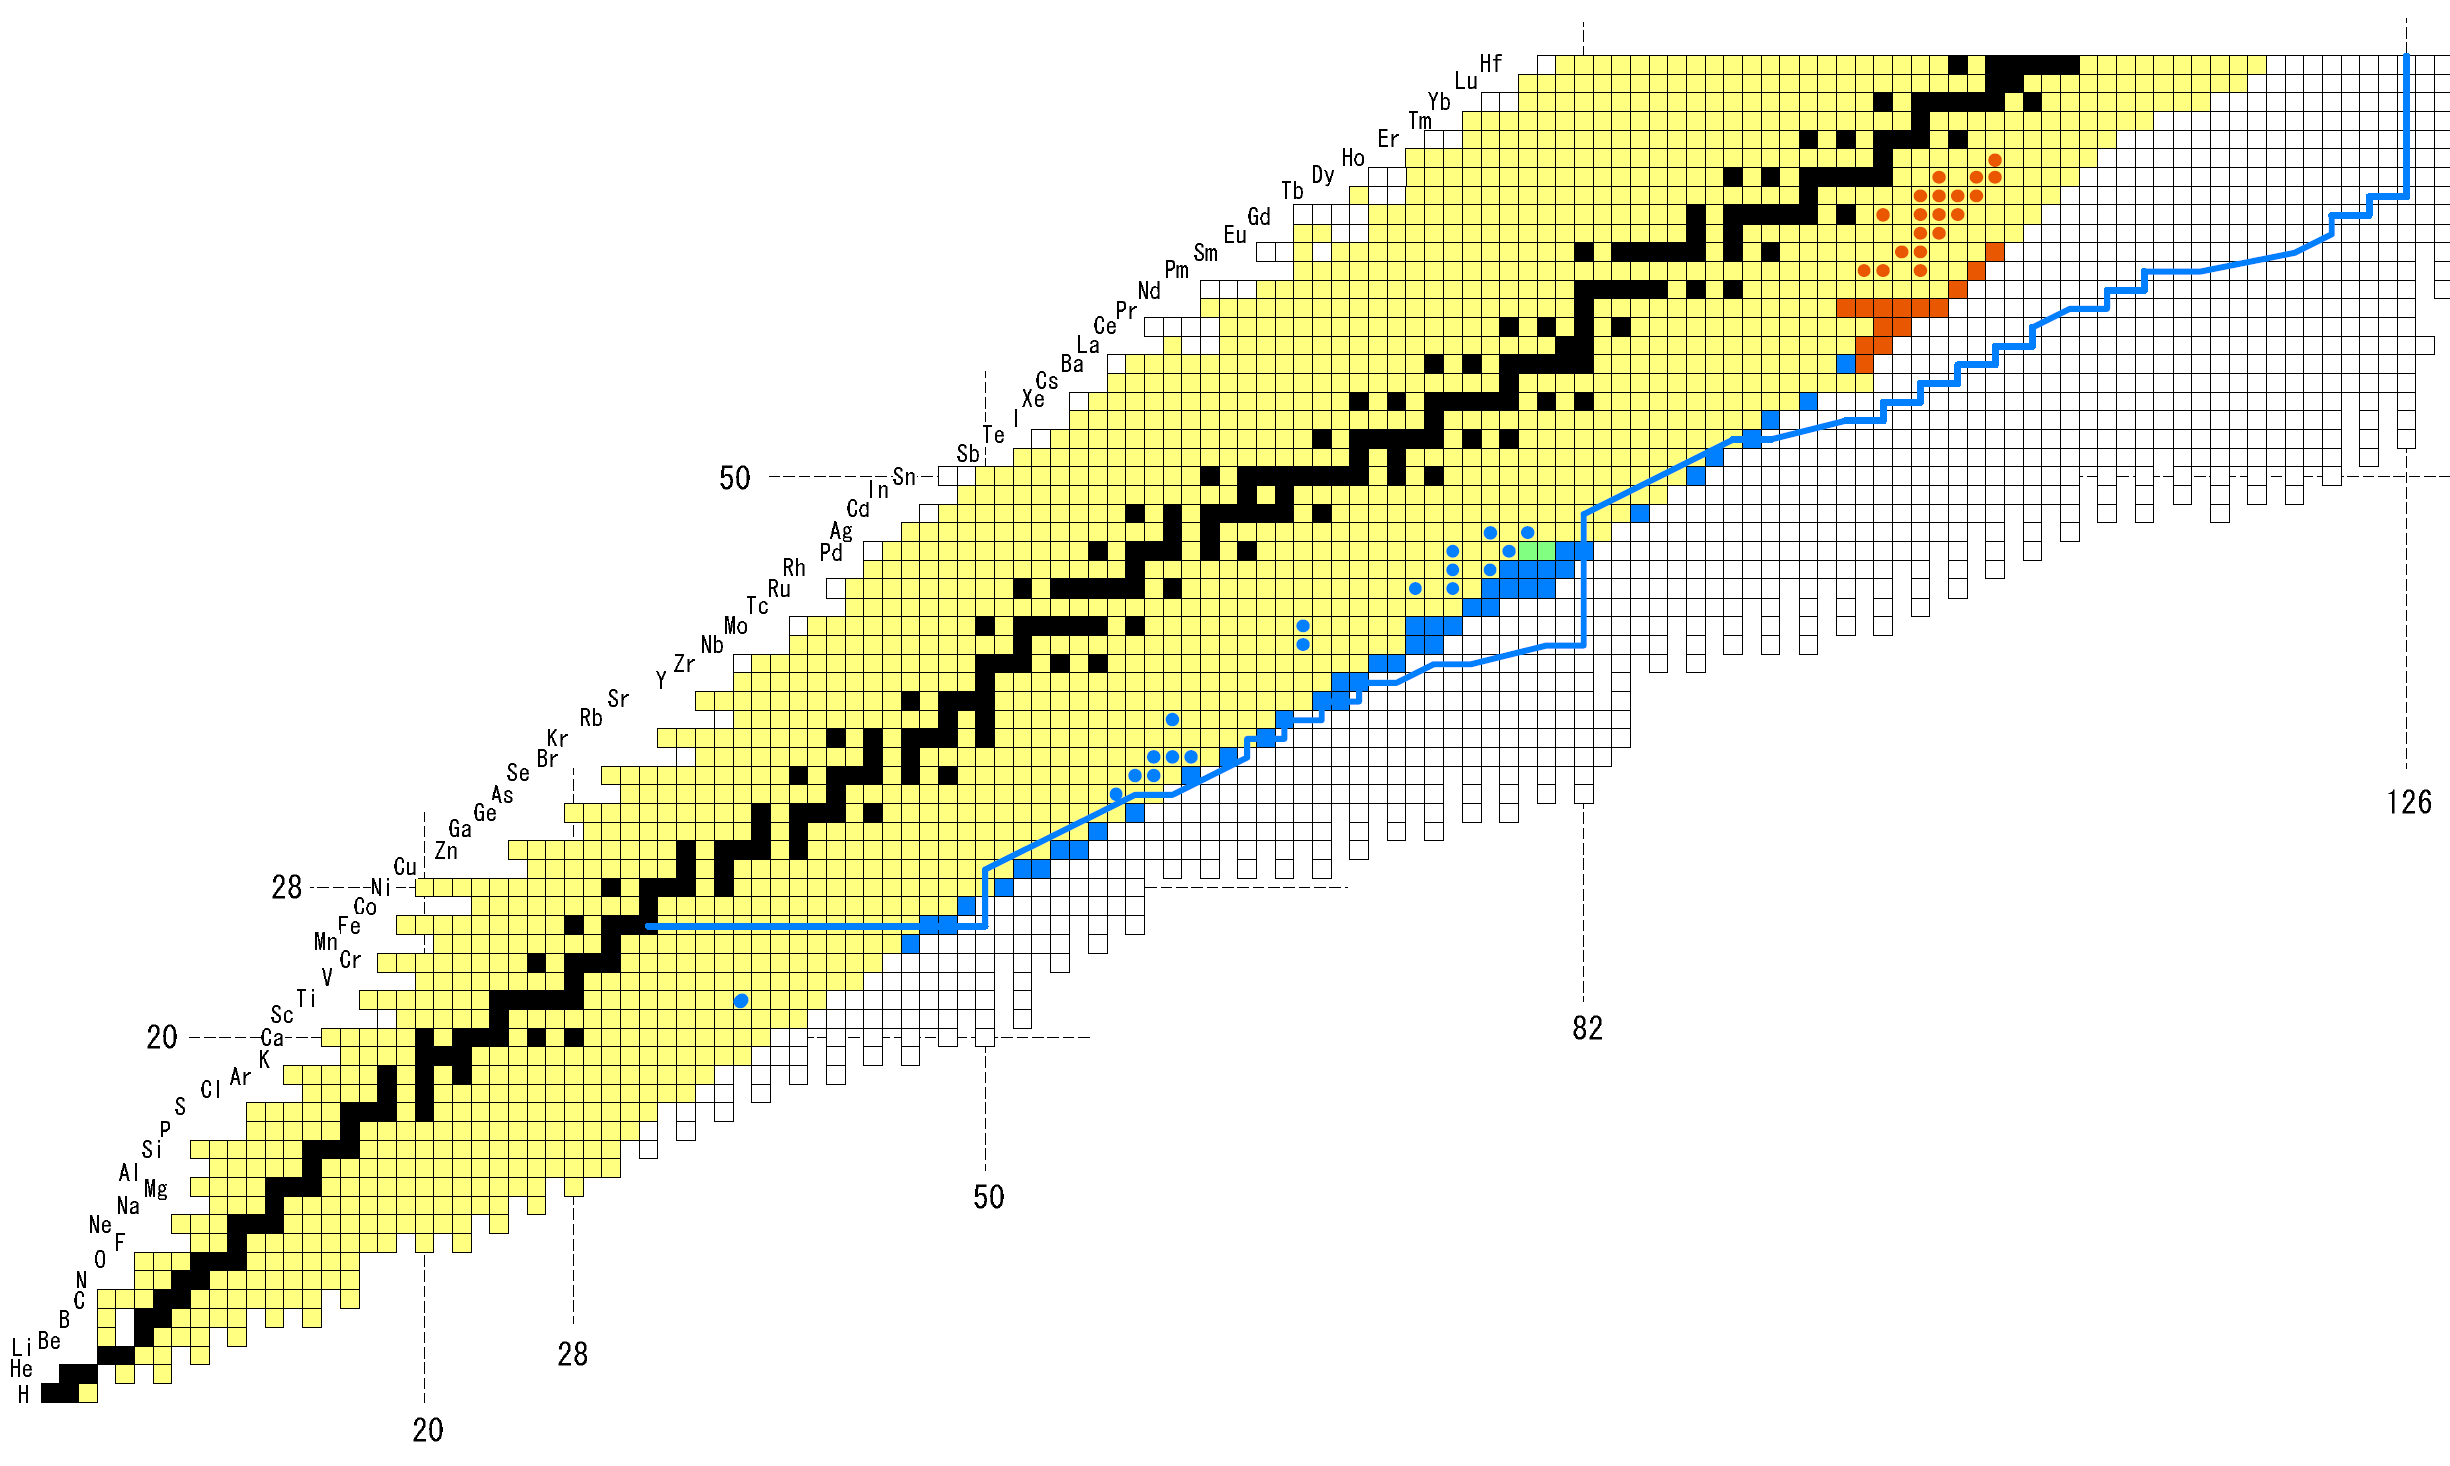 Hf
Lu
Yb
Tm
Er
Ho
Dy
Tb
Gd
Eu
Sm
Pm
Nd
Pr
Ce
La
Ba
Cs
Xe
I
Te
Sb
50
Sn
In
Cd
Ag
Pd
Rh
Ru
Tc
Mo
Nb
Zr
Y
Sr
Rb
Kr
Br
Se
As
Ge
Ga
Zn
Cu
28
Ni
Co
Fe
Mn
Cr
V
Ti
Sc
20
Ca
K
Ar
Cl
S
P
Si
Al
Mg
Na
Ne
F
O
N
C
B
Be
Li
He
H
20
28
50
82
126